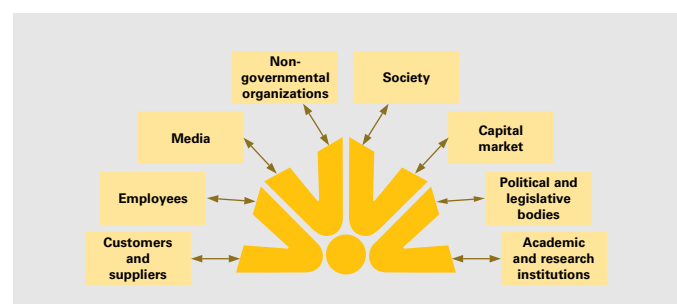 Non-
governmental
organizations
Society
Media
Capital
market
Employees
Political and
legislative
bodies
Customers
and
suppliers
Academic
and research
institutions